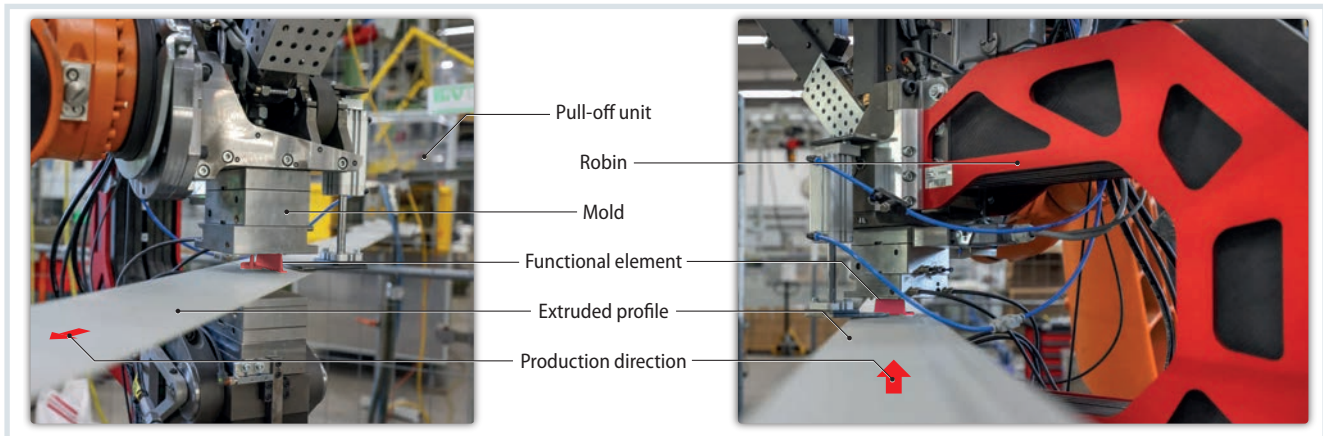 Pull-off unit
Robin
Mold
Functional element
Extruded profile
Production direction